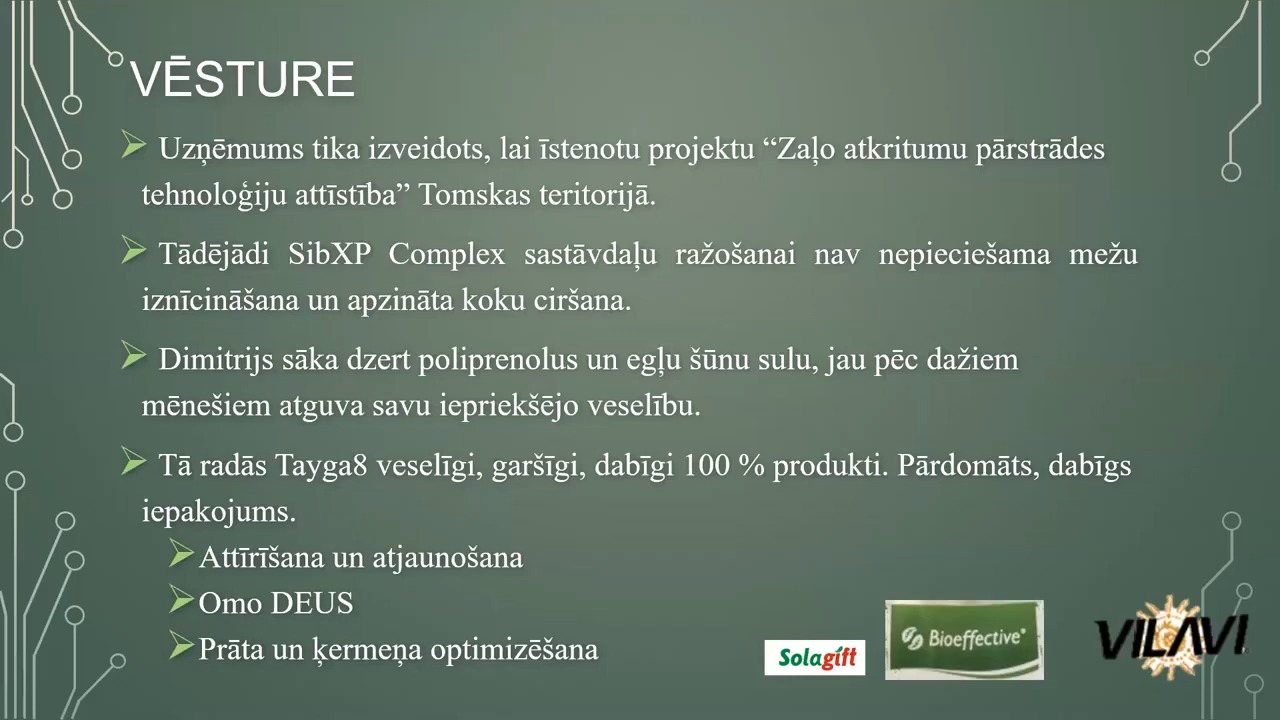 VĒSTURE
Uzņēmums tika izveidots, lai īstenotu projektu “Zaļo atkritumu pārstrādes
tehnoloģiju attīstība” Tomskas teritorijā.
Tādējādi SibXP Complex sastāvdaļu ražošanai nav nepieciešama mežu
iznīcināšana un apzināta koku ciršana.
Dimitrijs sāka dzert poliprenolus un egļu šūnu sulu, jau pēc dažiem
mēnešiem atguva savu iepriekšējo veselību.
Tā radās Tayga8 veselīgi, garšīgi, dabīgi 100 % produkti. Pārdomāts, dabīgs
iepakojums.
Attīrīšana un atjaunošana
Omo DEUS
Prāta un ķermeņa optimizēšana
Solagift
Bioeffective®
VILAVI